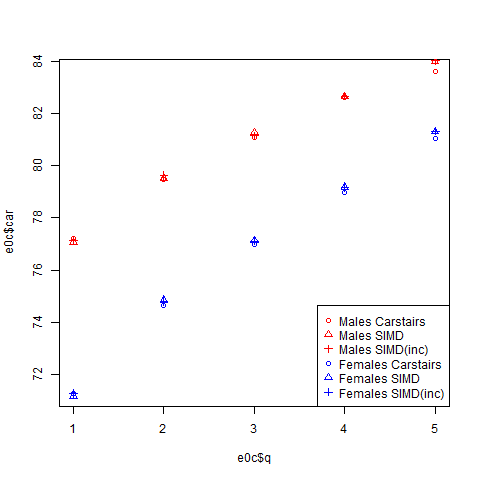 84
82
80
78
76
74
72
e0c$car
1
2
3
4
5
e0c$q
Males Carstairs
Males SIMD
Males SIMD(inc)
Females Carstairs
Females SIMD
Females SIMD(inc)